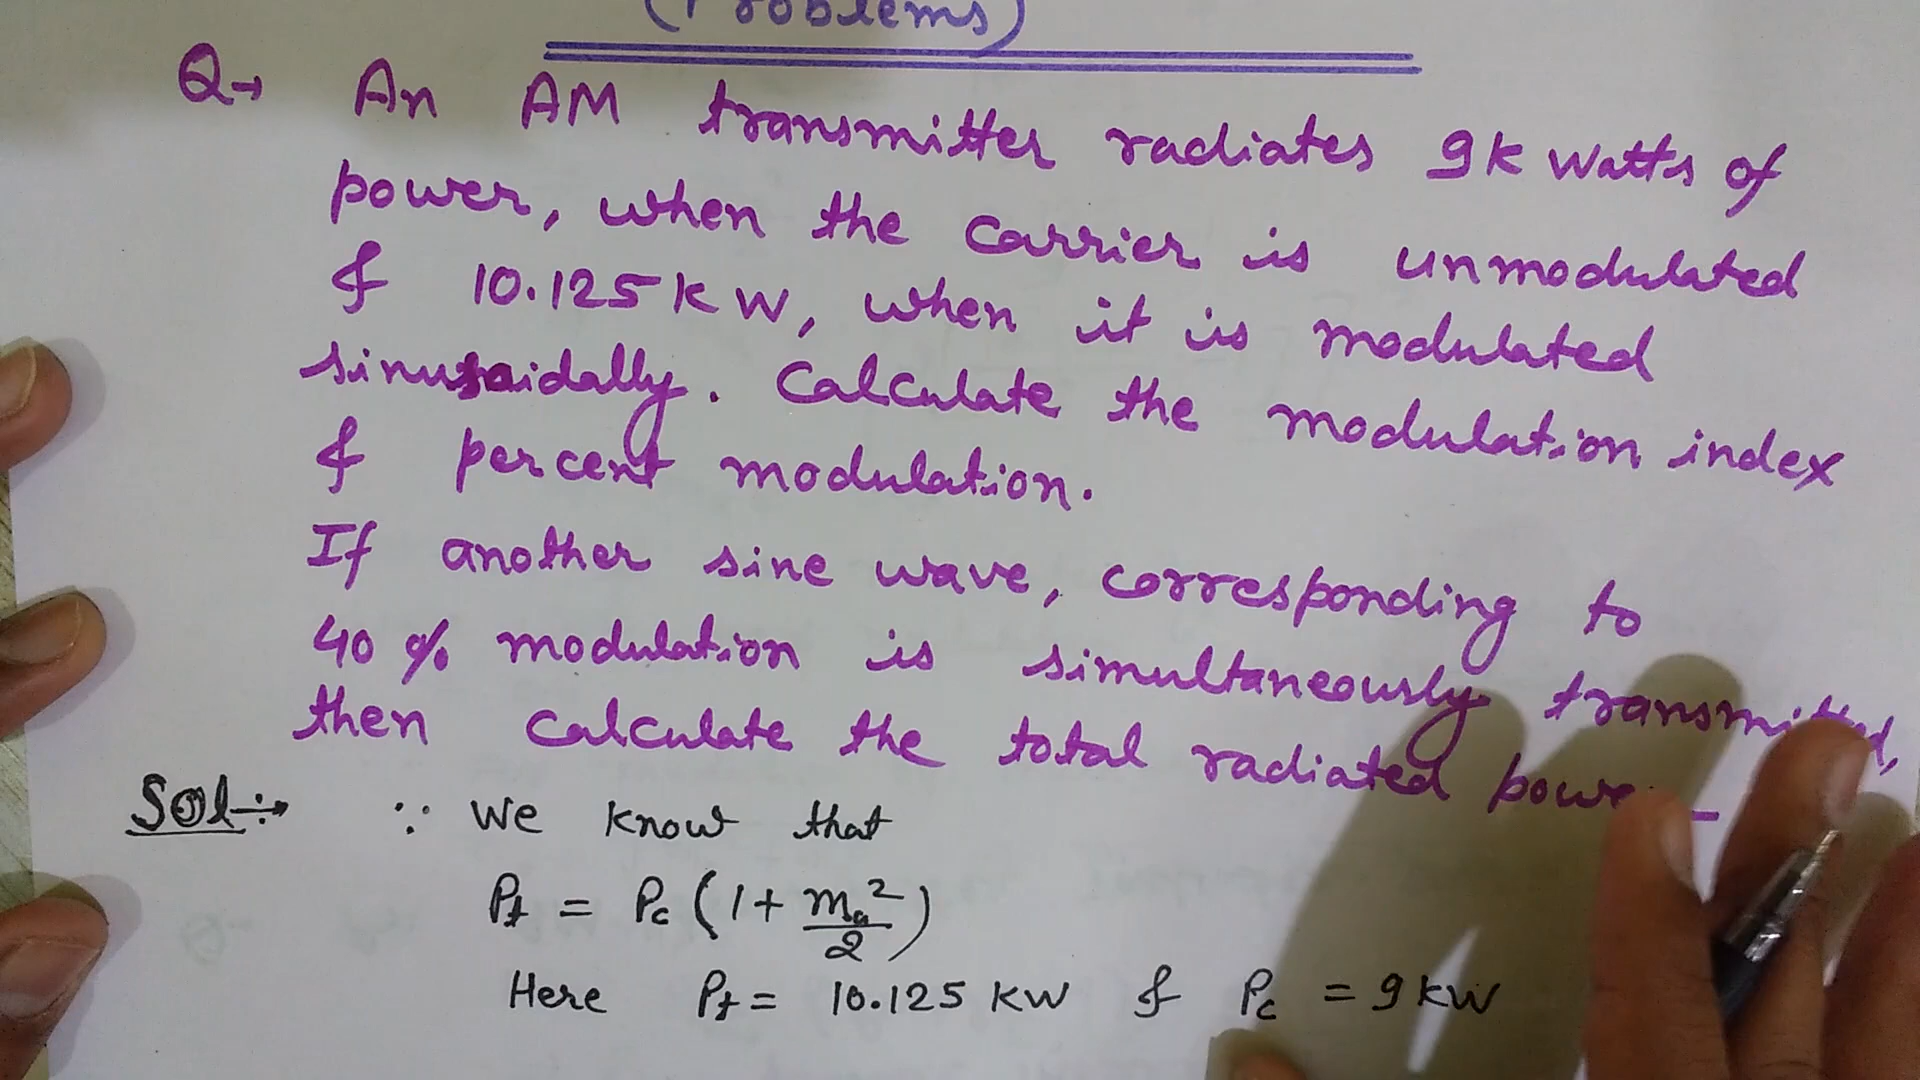 (Problems)
Q→ An AM transmitter radiates 9k watts of
power, when the carrier is unmodulated
& 10.125 KW, when it is modulated
sinusoidally. Calculate the modulation index
& percent modulation.
If another sine wave, corresponding to
40 % modulation is simultaneously transmitted,
then calculate the total radiated power
Sol÷→ ∵ We know that
Pt = Pc (1 + ma²/2)
Here Pt = 10.125 KW & Pc = 9 KW